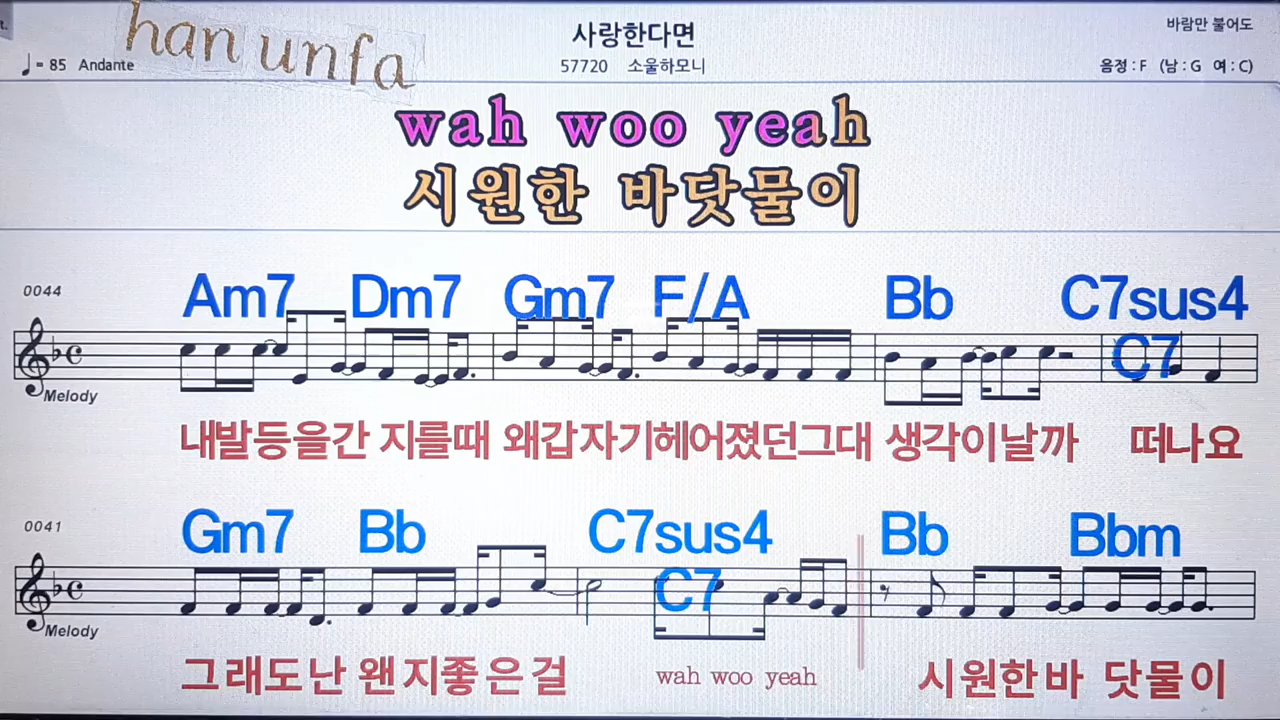 han unfa
사랑한다면
바람만 불어도
♩= 85 Andante
57720 소울하모니
음정 : F (남 : G 여 : C)
wah woo yeah
시원한 바닷물이
0044
Am7 Dm7 Gm7 F/A Bb C7sus4
C7
Melody
내발등을간 지를때 왜갑자기헤어졌던그대 생각이날까 떠나요
0041
Gm7 Bb C7sus4 Bb Bbm
C7
Melody
그래도난 왠지좋은걸 wah woo yeah 시원한바 닷물이